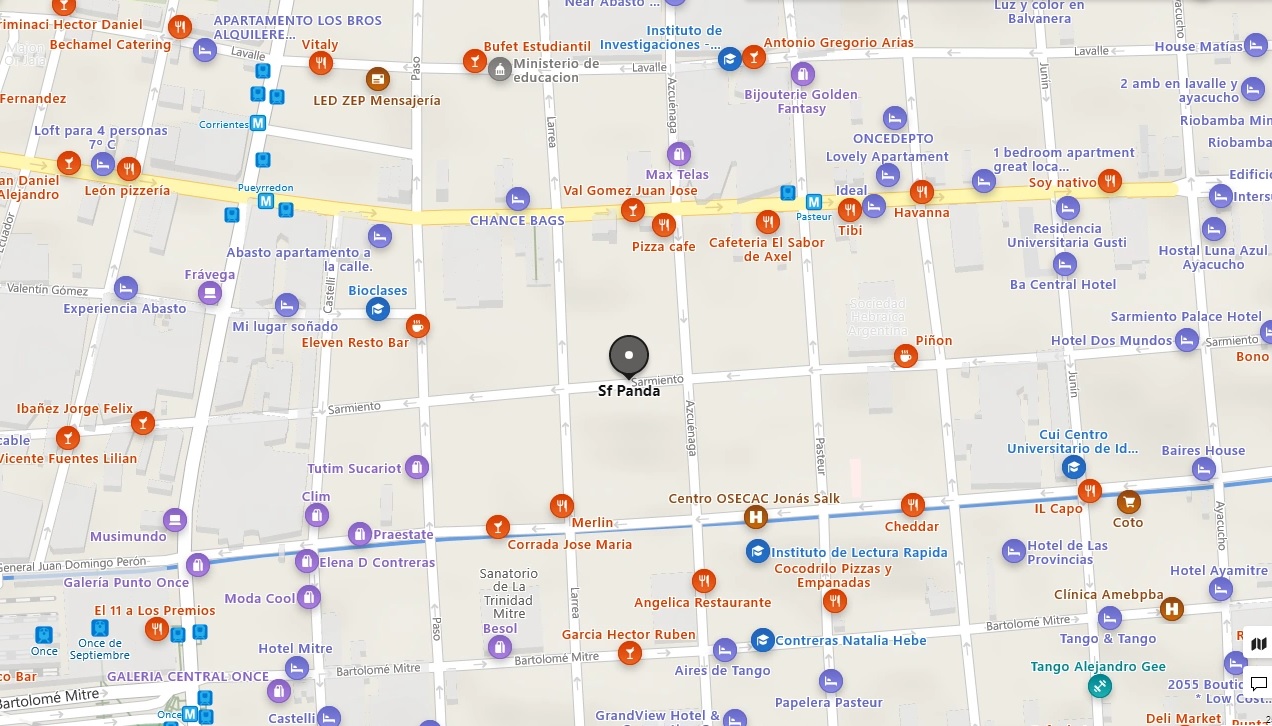 Near Abasto ...
Luz y color en
Balvanera
riminaci Hector Daniel
APARTAMENTO LOS BROS
ALQUILERE...
Bechamel Catering
Lavalle
Vitaly
Paso
LED ZEP Mensajería
Bufet Estudiantil
Ministerio de
educacion
Larrea
Lavalle
Instituto de
Investigaciones -...
Azcuénaga
Antonio Gregorio Arias
Bijouterie Golden
Fantasy
Lavalle
Junín
Ayacucho
House Matías
2 amb en lavalle y
ayacucho
Riobamba Min
Riobamba
Fernandez
Corrientes
M
Loft para 4 personas
7º C
an Daniel
Alejandro
León pizzería
Pueyrredon
M
Max Telas
CHANCE BAGS
Val Gomez Juan Jose
Pizza cafe
Cafeteria El Sabor
de Axel
M
Pasteur
ONCEDEPTO
Lovely Apartament
Ideal
Tibi
Havanna
1 bedroom apartment
great loca...
Soy nativo
Edifici
Inters
Residencia
Universitaria Gusti
Hostal Luna Azul
Ayacucho
Ba Central Hotel
Ecuador
Abasto apartamento a
la calle.
Castelli
Frávega
Valentín Gómez
Experiencia Abasto
Mi lugar soñado
Bioclases
Eleven Resto Bar
Sociedad
Hebraica
Argentina
Piñon
Sarmiento Palace Hotel
Hotel Dos Mundos
Sarmiento
Bono
Sf Panda
Sarmiento
Sarmiento
Ibañez Jorge Felix
cable
Vicente Fuentes Lilian
Azcuénaga
Pasteur
Junín
Tutim Sucariot
Clim
Cui Centro
Universitario de Id...
Baires House
Centro OSECAC Jonás Salk
H
Merlin
Corrada Jose Maria
Cheddar
IL Capo
Coto
Ayacucho
Musimundo
Praestate
General Juan Domingo Perón
Elena D Contreras
Galería Punto Once
Moda Cool
Instituto de Lectura Rapida
Cocodrilo Pizzas y
Empanadas
Hotel de Las
Provincias
Hotel Ayamitre
Sanatorio
de La
Trinidad
Mitre
Larrea
Paso
Angelica Restaurante
Clínica Amebpba
H
El 11 a Los Premios
Once
Once de
Septiembre
Besol
Garcia Hector Ruben
Contreras Natalia Hebe
Bartolomé Mitre
Tango & Tango
Hotel Mitre
Bartolomé Mitre
Bartolomé Mitre
Aires de Tango
Tango Alejandro Gee
GALERIA CENTRAL ONCE
co Bar
Bartolomé Mitre
Papelera Pasteur
2055 Boutic
* Low Cost..
Once
M
Castelli
GrandView Hotel &
Deli Market